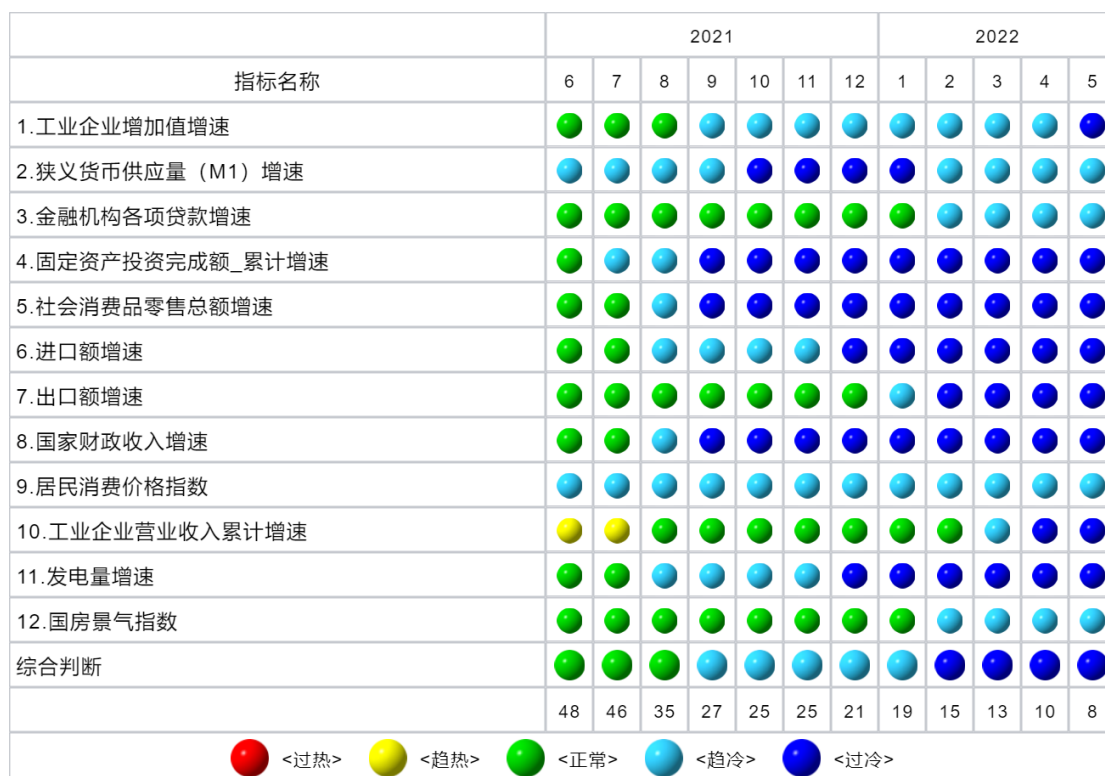 2021 2022
指标名称 6 7 8 9 10 11 12 1 2 3 4 5
1.工业企业增加值增速
2.狭义货币供应量（M1）增速
3.金融机构各项贷款增速
4.固定资产投资完成额_累计增速
5.社会消费品零售总额增速
6.进口额增速
7.出口额增速
8.国家财政收入增速
9.居民消费价格指数
10.工业企业营业收入累计增速
11.发电量增速
12.国房景气指数
综合判断
48 46 35 27 25 25 21 19 15 13 10 8
<过热> <趋热> <正常> <趋冷> <过冷>